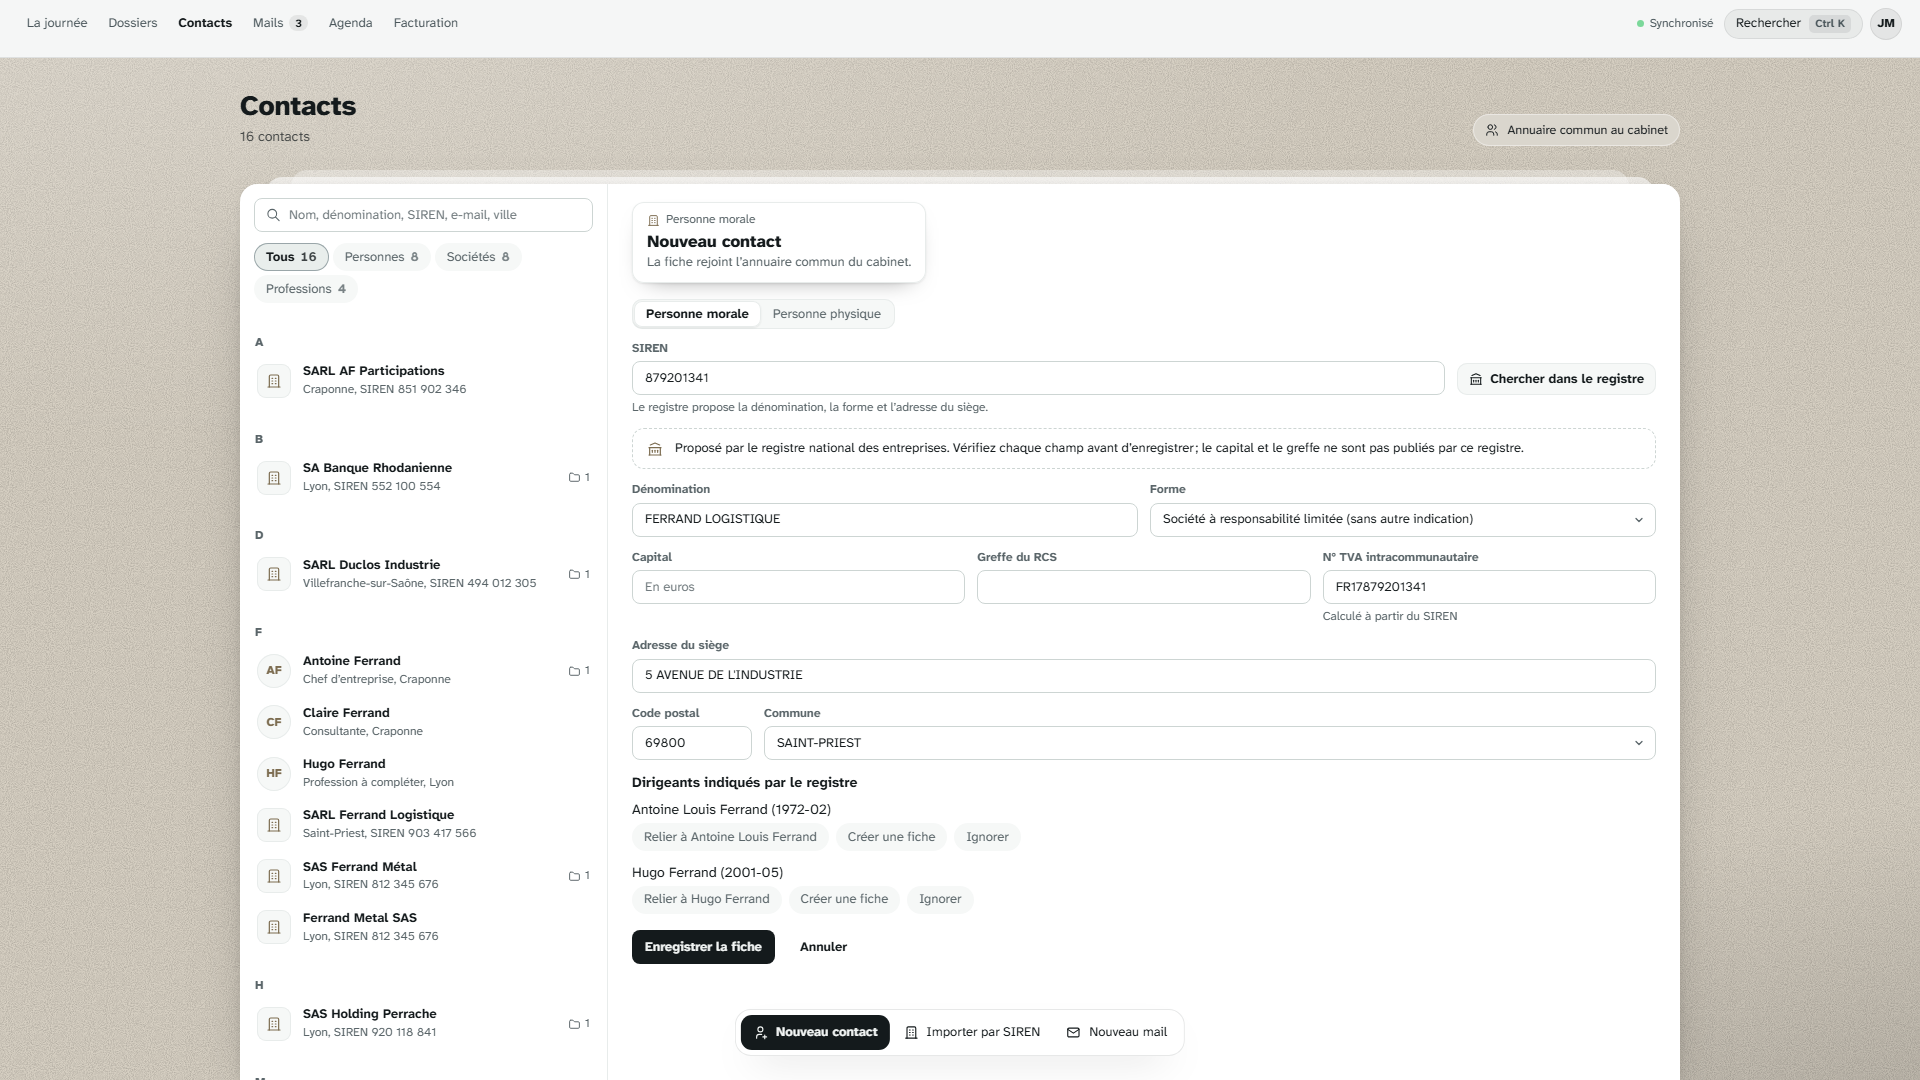 La journée Dossiers Contacts Mails 3 Agenda Facturation
Synchronisé Rechercher Ctrl K JM
Contacts
16 contacts
Annuaire commun au cabinet
Nom, dénomination, SIREN, e-mail, ville
Tous 16 Personnes 8 Sociétés 8
Professions 4
A
SARL AF Participations
Craponne, SIREN 851 902 346
B
SA Banque Rhodanienne
Lyon, SIREN 552 100 554
1
D
SARL Duclos Industrie
Villefranche-sur-Saône, SIREN 494 012 305
1
F
AF
Antoine Ferrand
Chef d'entreprise, Craponne
1
CF
Claire Ferrand
Consultante, Craponne
HF
Hugo Ferrand
Profession à compléter, Lyon
SARL Ferrand Logistique
Saint-Priest, SIREN 903 417 566
SAS Ferrand Métal
Lyon, SIREN 812 345 676
1
Ferrand Metal SAS
Lyon, SIREN 812 345 676
H
SAS Holding Perrache
Lyon, SIREN 920 118 841
1
Personne morale
Nouveau contact
La fiche rejoint l'annuaire commun du cabinet.
Personne morale Personne physique
SIREN
879201341
Chercher dans le registre
Le registre propose la dénomination, la forme et l'adresse du siège.
Proposé par le registre national des entreprises. Vérifiez chaque champ avant d'enregistrer ; le capital et le greffe ne sont pas publiés par ce registre.
Dénomination Forme
FERRAND LOGISTIQUE Société à responsabilité limitée (sans autre indication)
Capital Greffe du RCS N° TVA intracommunautaire
En euros FR17879201341
Calculé à partir du SIREN
Adresse du siège
5 AVENUE DE L'INDUSTRIE
Code postal Commune
69800 SAINT-PRIEST
Dirigeants indiqués par le registre
Antoine Louis Ferrand (1972-02)
Relier à Antoine Louis Ferrand Créer une fiche Ignorer
Hugo Ferrand (2001-05)
Relier à Hugo Ferrand Créer une fiche Ignorer
Enregistrer la fiche Annuler
Nouveau contact Importer par SIREN Nouveau mail